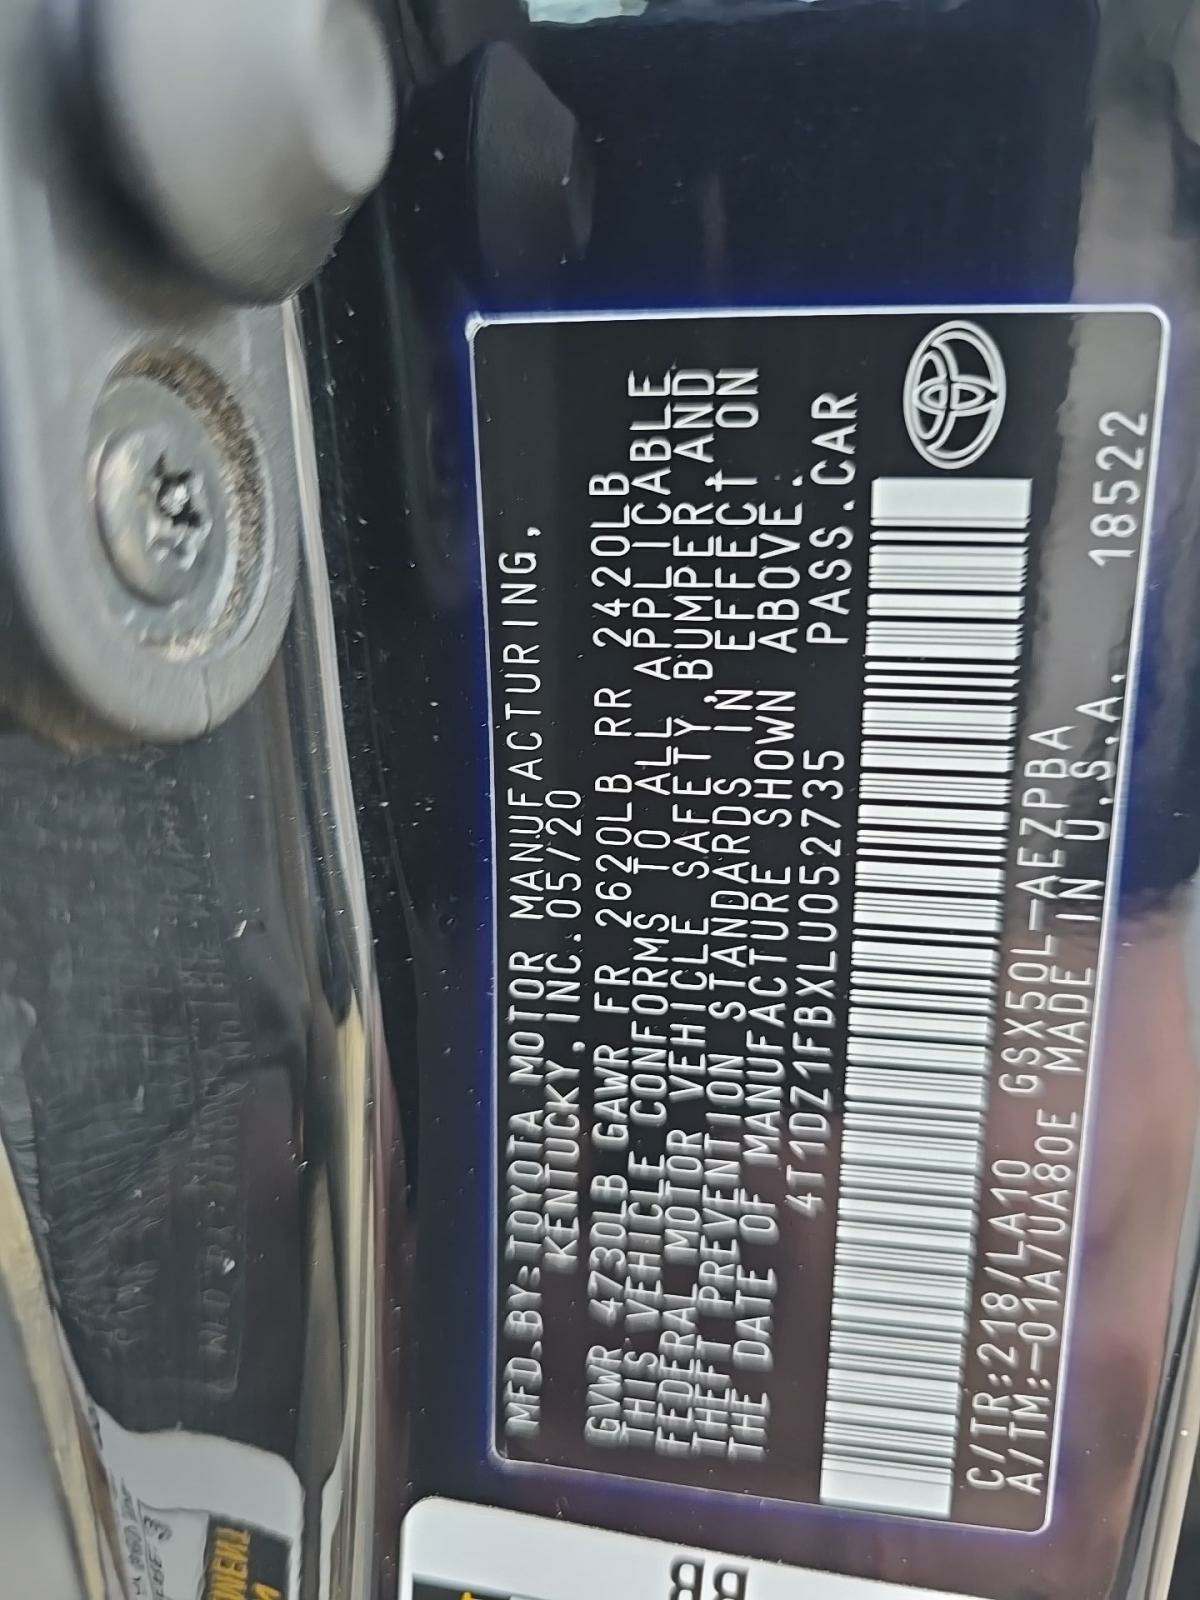 MFD.BY:TOYOTA MOTOR MANUFACTURING,
KENTUCKY, INC.05/20
GVWR 4730LB GAWR FR 2620LB RR 2420LB
THIS VEHICLE CONFORMS TO ALL APPLICABLE
FEDERAL MOTOR VEHICLE SAFETY, BUMPER AND
THEFT PREVENTION STANDARDS IN EFFECT ON
THE DATE OF MANUFACTURE SHOWN ABOVE.
4T1DZ1FBXLU052735 PASS.CAR
C/TR:218/LA10 GSX50L-AEZPBA
A/TM:-01A/UA80E MADE IN U.S.A. 18522